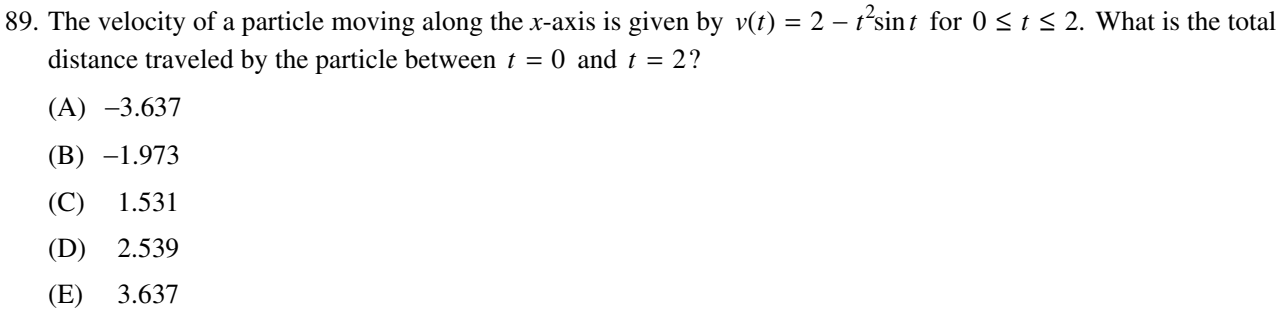 89. The velocity of a particle moving along the x-axis is given by v(t) = 2 − t²sin t for 0 ≤ t ≤ 2. What is the total
distance traveled by the particle between t = 0 and t = 2?
(A) −3.637
(B) −1.973
(C) 1.531
(D) 2.539
(E) 3.637